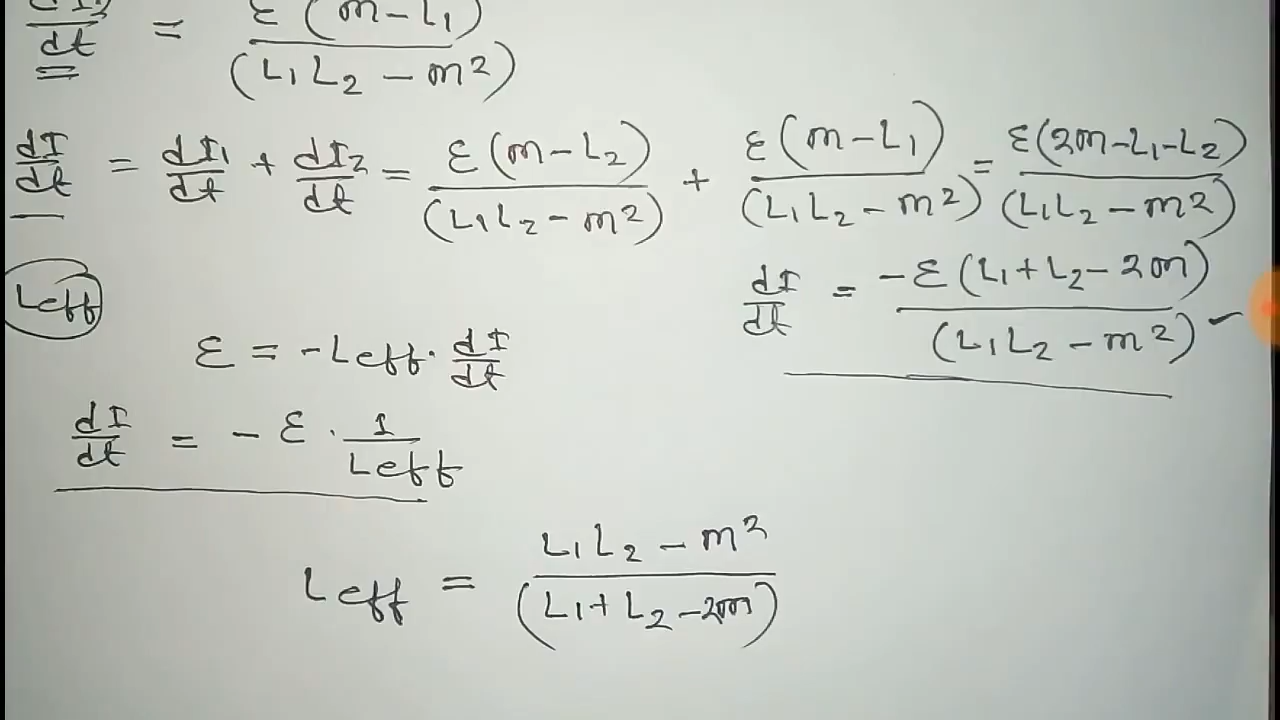 dI₂/dt = ε(m-L₁)/(L₁L₂-m²)
dI/dt = dI₁/dt + dI₂/dt = ε(m-L₂)/(L₁L₂-m²) + ε(m-L₁)/(L₁L₂-m²) = ε(2m-L₁-L₂)/(L₁L₂-m²)
dI/dt = -ε(L₁+L₂-2m)/(L₁L₂-m²)
Leff
ε = -Leff · dI/dt
dI/dt = -ε · 1/Leff
Leff = L₁L₂-m²/(L₁+L₂-2m)